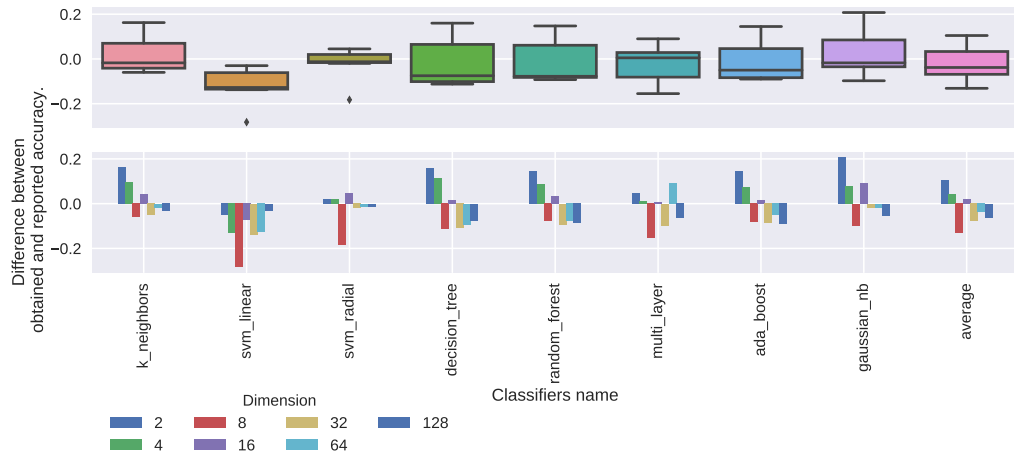 0.2
0.0
−0.2
0.2
0.0
−0.2
Difference between
obtained and reported accuracy.
k_neighbors
svm_linear
svm_radial
decision_tree
random_forest
multi_layer
ada_boost
gaussian_nb
average
Classifiers name
Dimension
2 8 32 128
4 16 64